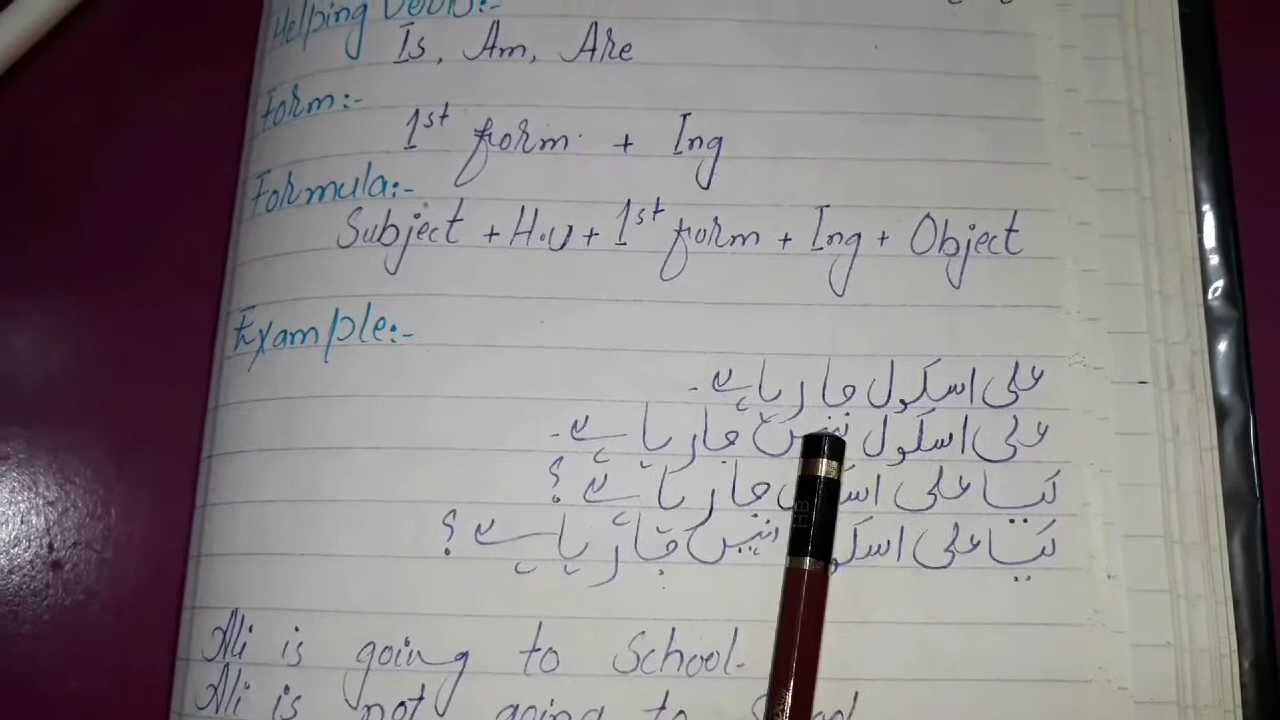 Helping Verb:-
Is, Am, Are
Form:-
1st form + Ing
Formula:-
Subject + H.v + 1st form + Ing + Object
Example:-
علی اسکول جا رہا ہے۔
علی اسکول نہیں جا رہا ہے۔
کیا علی اسکول جا رہا ہے؟
کیا علی اسکول نہیں جا رہا ہے؟
Ali is going to School.
Ali is not going to School
HB